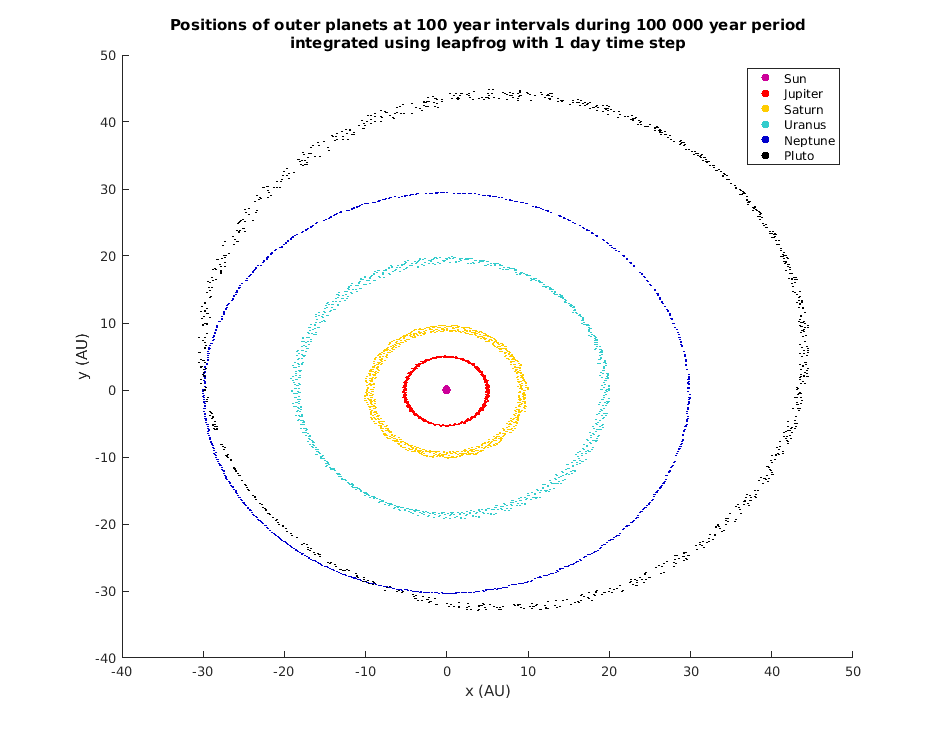 Positions of outer planets at 100 year intervals during 100 000 year period
integrated using leapfrog with 1 day time step
50
40
30
20
10
0
-10
-20
-30
-40
y (AU)
Sun
Jupiter
Saturn
Uranus
Neptune
Pluto
-40 -30 -20 -10 0 10 20 30 40 50
x (AU)